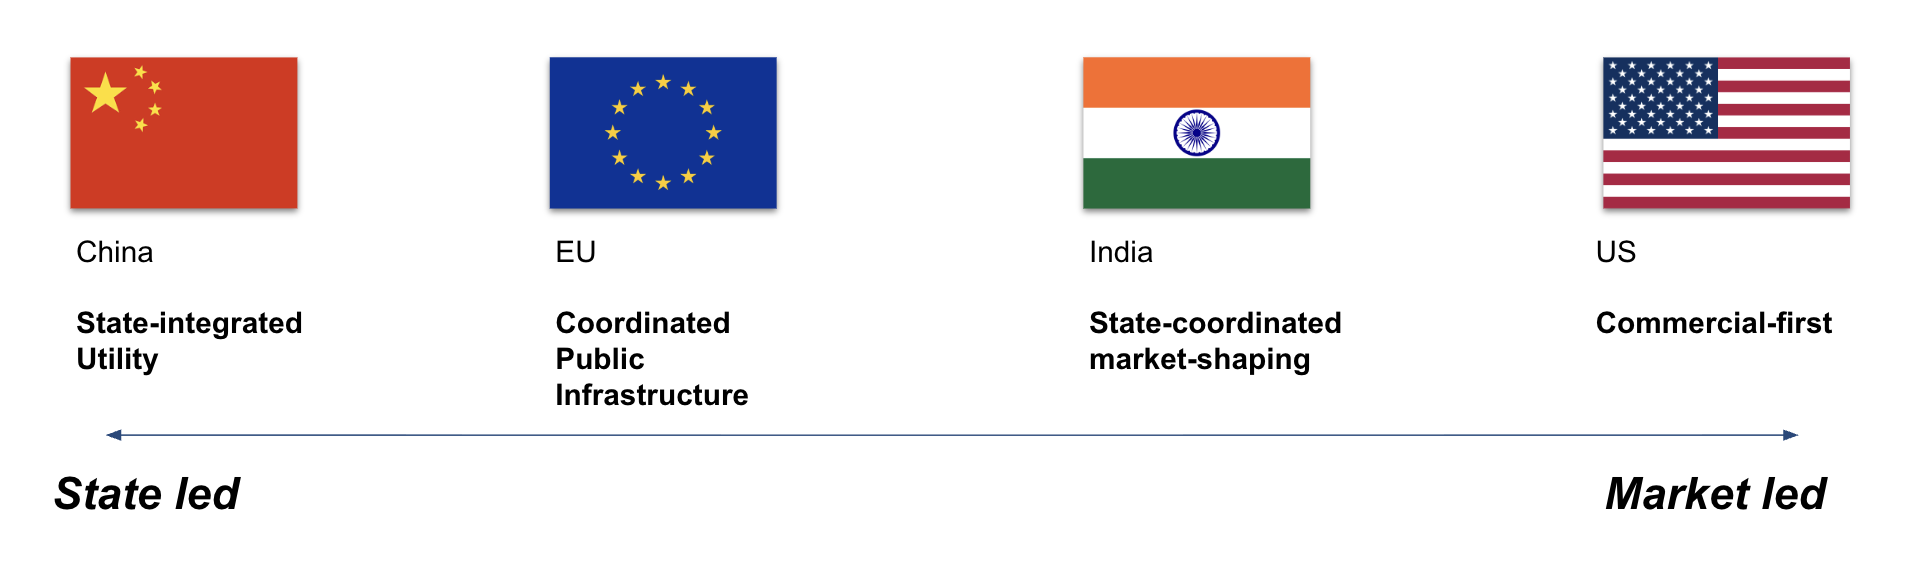 China
State-integrated
Utility
EU
Coordinated
Public
Infrastructure
India
State-coordinated
market-shaping
US
Commercial-first
State led
Market led